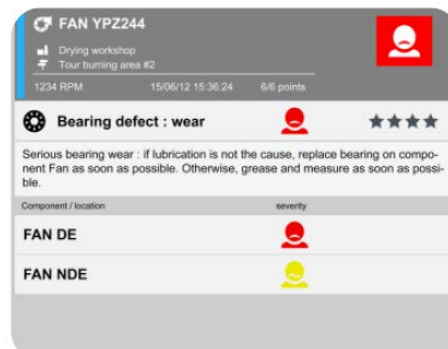 FAN YPZ244
Drying workshop
Tour burning area #2
1234 RPM 15/06/12 15:36:24 6/6 points
Bearing defect : wear
Serious bearing wear : if lubrication is not the cause, replace bearing on compo-
nent Fan as soon as possible. Otherwise, grease and measure as soon as possi-
ble.
Component / location severity
FAN DE
FAN NDE